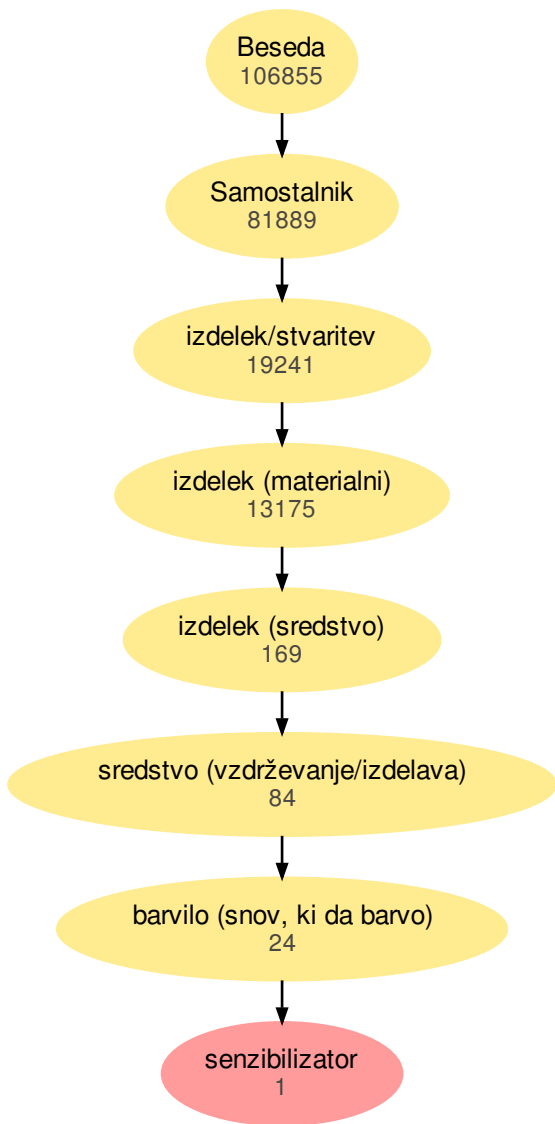 Beseda
106855
Samostalnik
81889
izdelek/stvaritev
19241
izdelek (materialni)
13175
izdelek (sredstvo)
169
sredstvo (vzdrževanje/izdelava)
84
barvilo (snov, ki da barvo)
24
senzibilizator
1